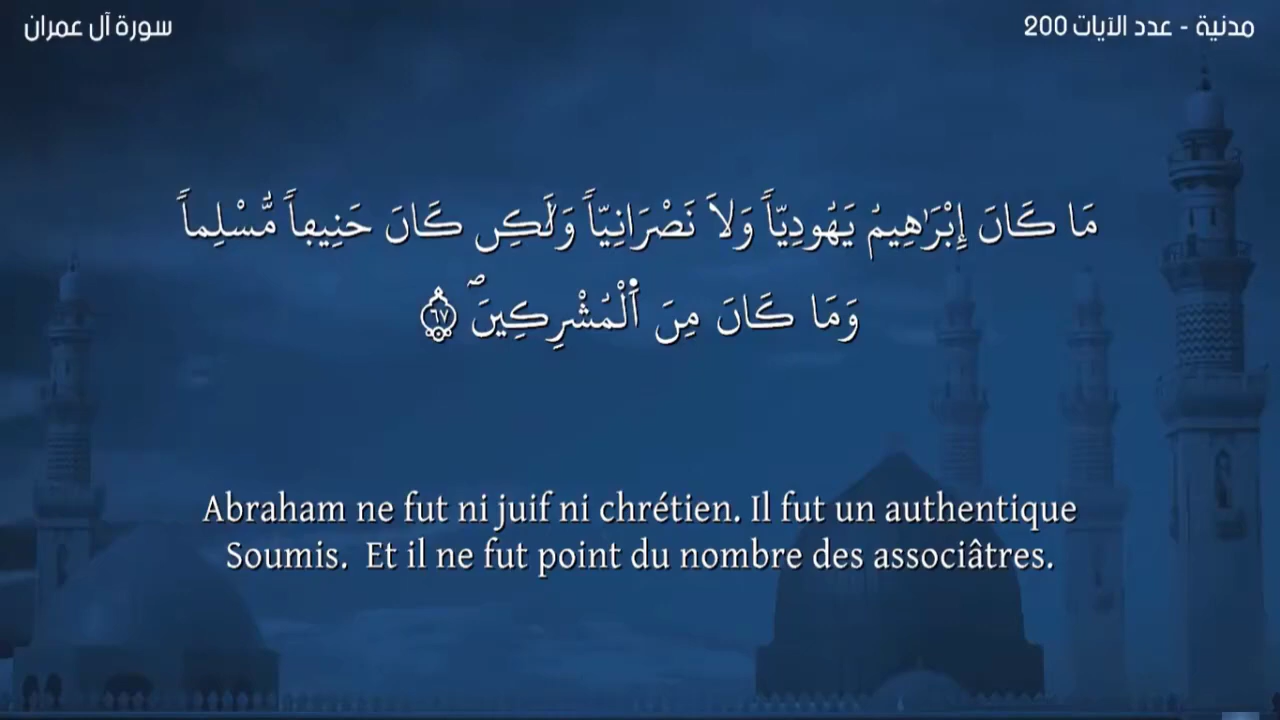 مدنية - عدد الآيات 200
سورة آل عمران
مَا كَانَ إِبْرَٰهِيمُ يَهُودِيّاً وَلاَ نَصْرَانِيّاً وَلَٰكِن كَانَ حَنِيفاً مُّسْلِماً
وَمَا كَانَ مِنَ اَ۬لْمُشْرِكِينَۖ ٦٧
Abraham ne fut ni juif ni chrétien. Il fut un authentique
Soumis. Et il ne fut point du nombre des associâtres.